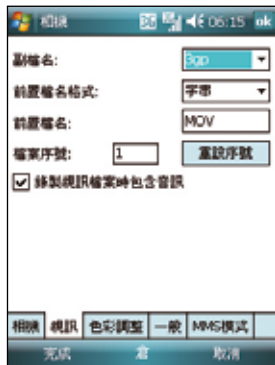 相機 06:15 ok
副檔名: 3gp
前置檔名格式: 字串
前置檔名: MOV
檔案序號: 1 重設序號
錄製視訊檔案時包含音訊
相機 視訊 色彩調整 一般 MMS模式
完成 取消